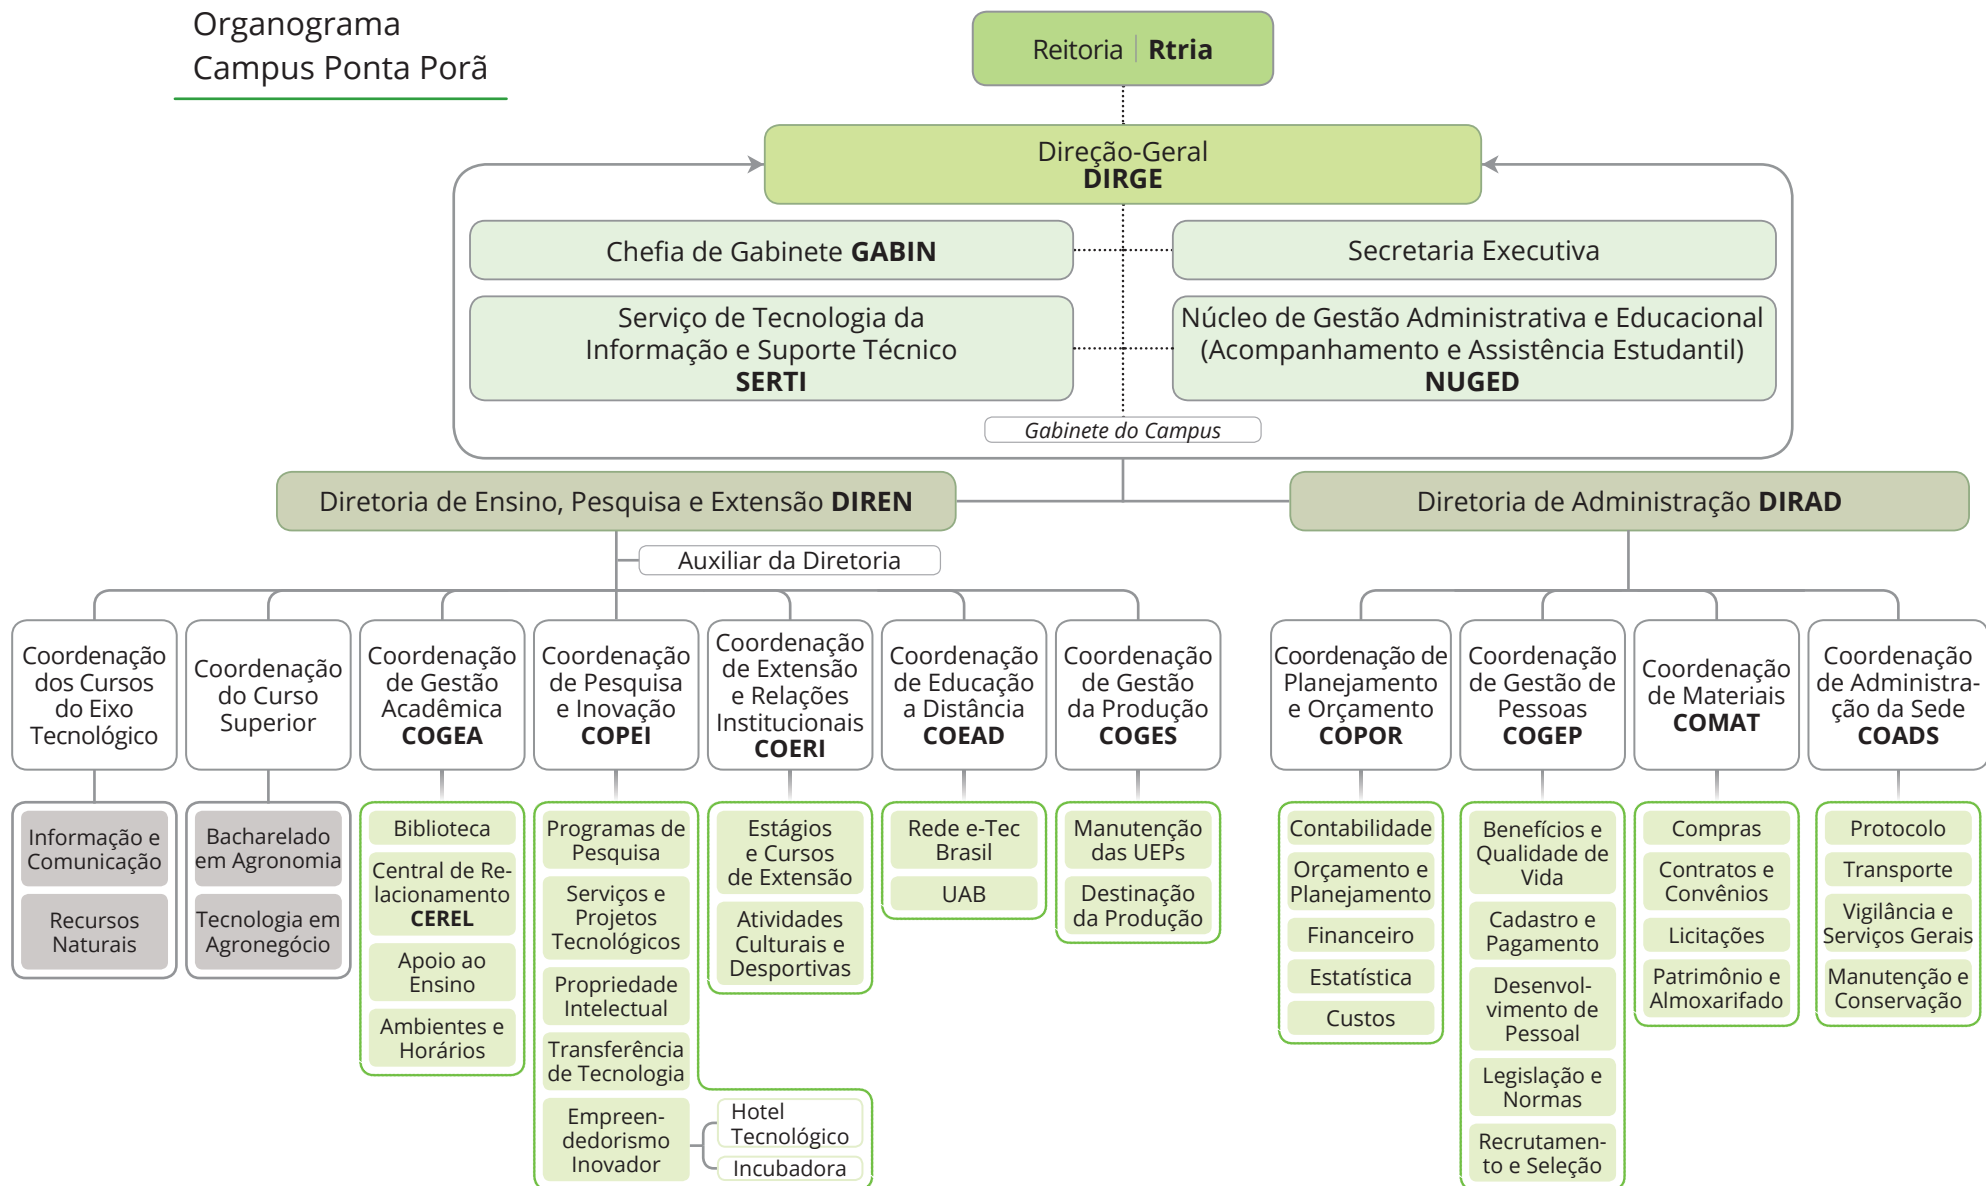 Organograma
Campus Ponta Porã
Reitoria | Rtria
Direção-Geral
DIRGE
Chefia de Gabinete GABIN
Secretaria Executiva
Serviço de Tecnologia da
Informação e Suporte Técnico
SERTI
Núcleo de Gestão Administrativa e Educacional
(Acompanhamento e Assistência Estudantil)
NUGED
Gabinete do Campus
Diretoria de Ensino, Pesquisa e Extensão DIREN
Diretoria de Administração DIRAD
Auxiliar da Diretoria
Coordenação
dos Cursos
do Eixo
Tecnológico
Coordenação
do Curso
Superior
Coordenação
de Gestão
Acadêmica
COGEA
Coordenação
de Pesquisa
e Inovação
COPEI
Coordenação
de Extensão
e Relações
Institucionais
COERI
Coordenação
de Educação
a Distância
COEAD
Coordenação
de Gestão
da Produção
COGES
Coordenação de
Planejamento
e Orçamento
COPOR
Coordenação
de Gestão de
Pessoas
COGEP
Coordenação
de Materiais
COMAT
Coordenação
de Administra-
ção da Sede
COADS
Informação e
Comunicação
Recursos
Naturais
Bacharelado
em Agronomia
Tecnologia em
Agronegócio
Biblioteca
Central de Re-
lacionamento
CEREL
Apoio ao
Ensino
Ambientes e
Horários
Programas de
Pesquisa
Serviços e
Projetos
Tecnológicos
Propriedade
Intelectual
Transferência
de Tecnologia
Empreen-
dedorismo
Inovador
Hotel
Tecnológico
Incubadora
Estágios
e Cursos
de Extensão
Atividades
Culturais e
Desportivas
Rede e-Tec
Brasil
UAB
Manutenção
das UEPs
Destinação
da Produção
Contabilidade
Orçamento e
Planejamento
Financeiro
Estatística
Custos
Benefícios e
Qualidade de
Vida
Cadastro e
Pagamento
Desenvol-
vimento de
Pessoal
Legislação e
Normas
Recrutamen-
to e Seleção
Compras
Contratos e
Convênios
Licitações
Patrimônio e
Almoxarifado
Protocolo
Transporte
Vigilância e
Serviços Gerais
Manutenção e
Conservação